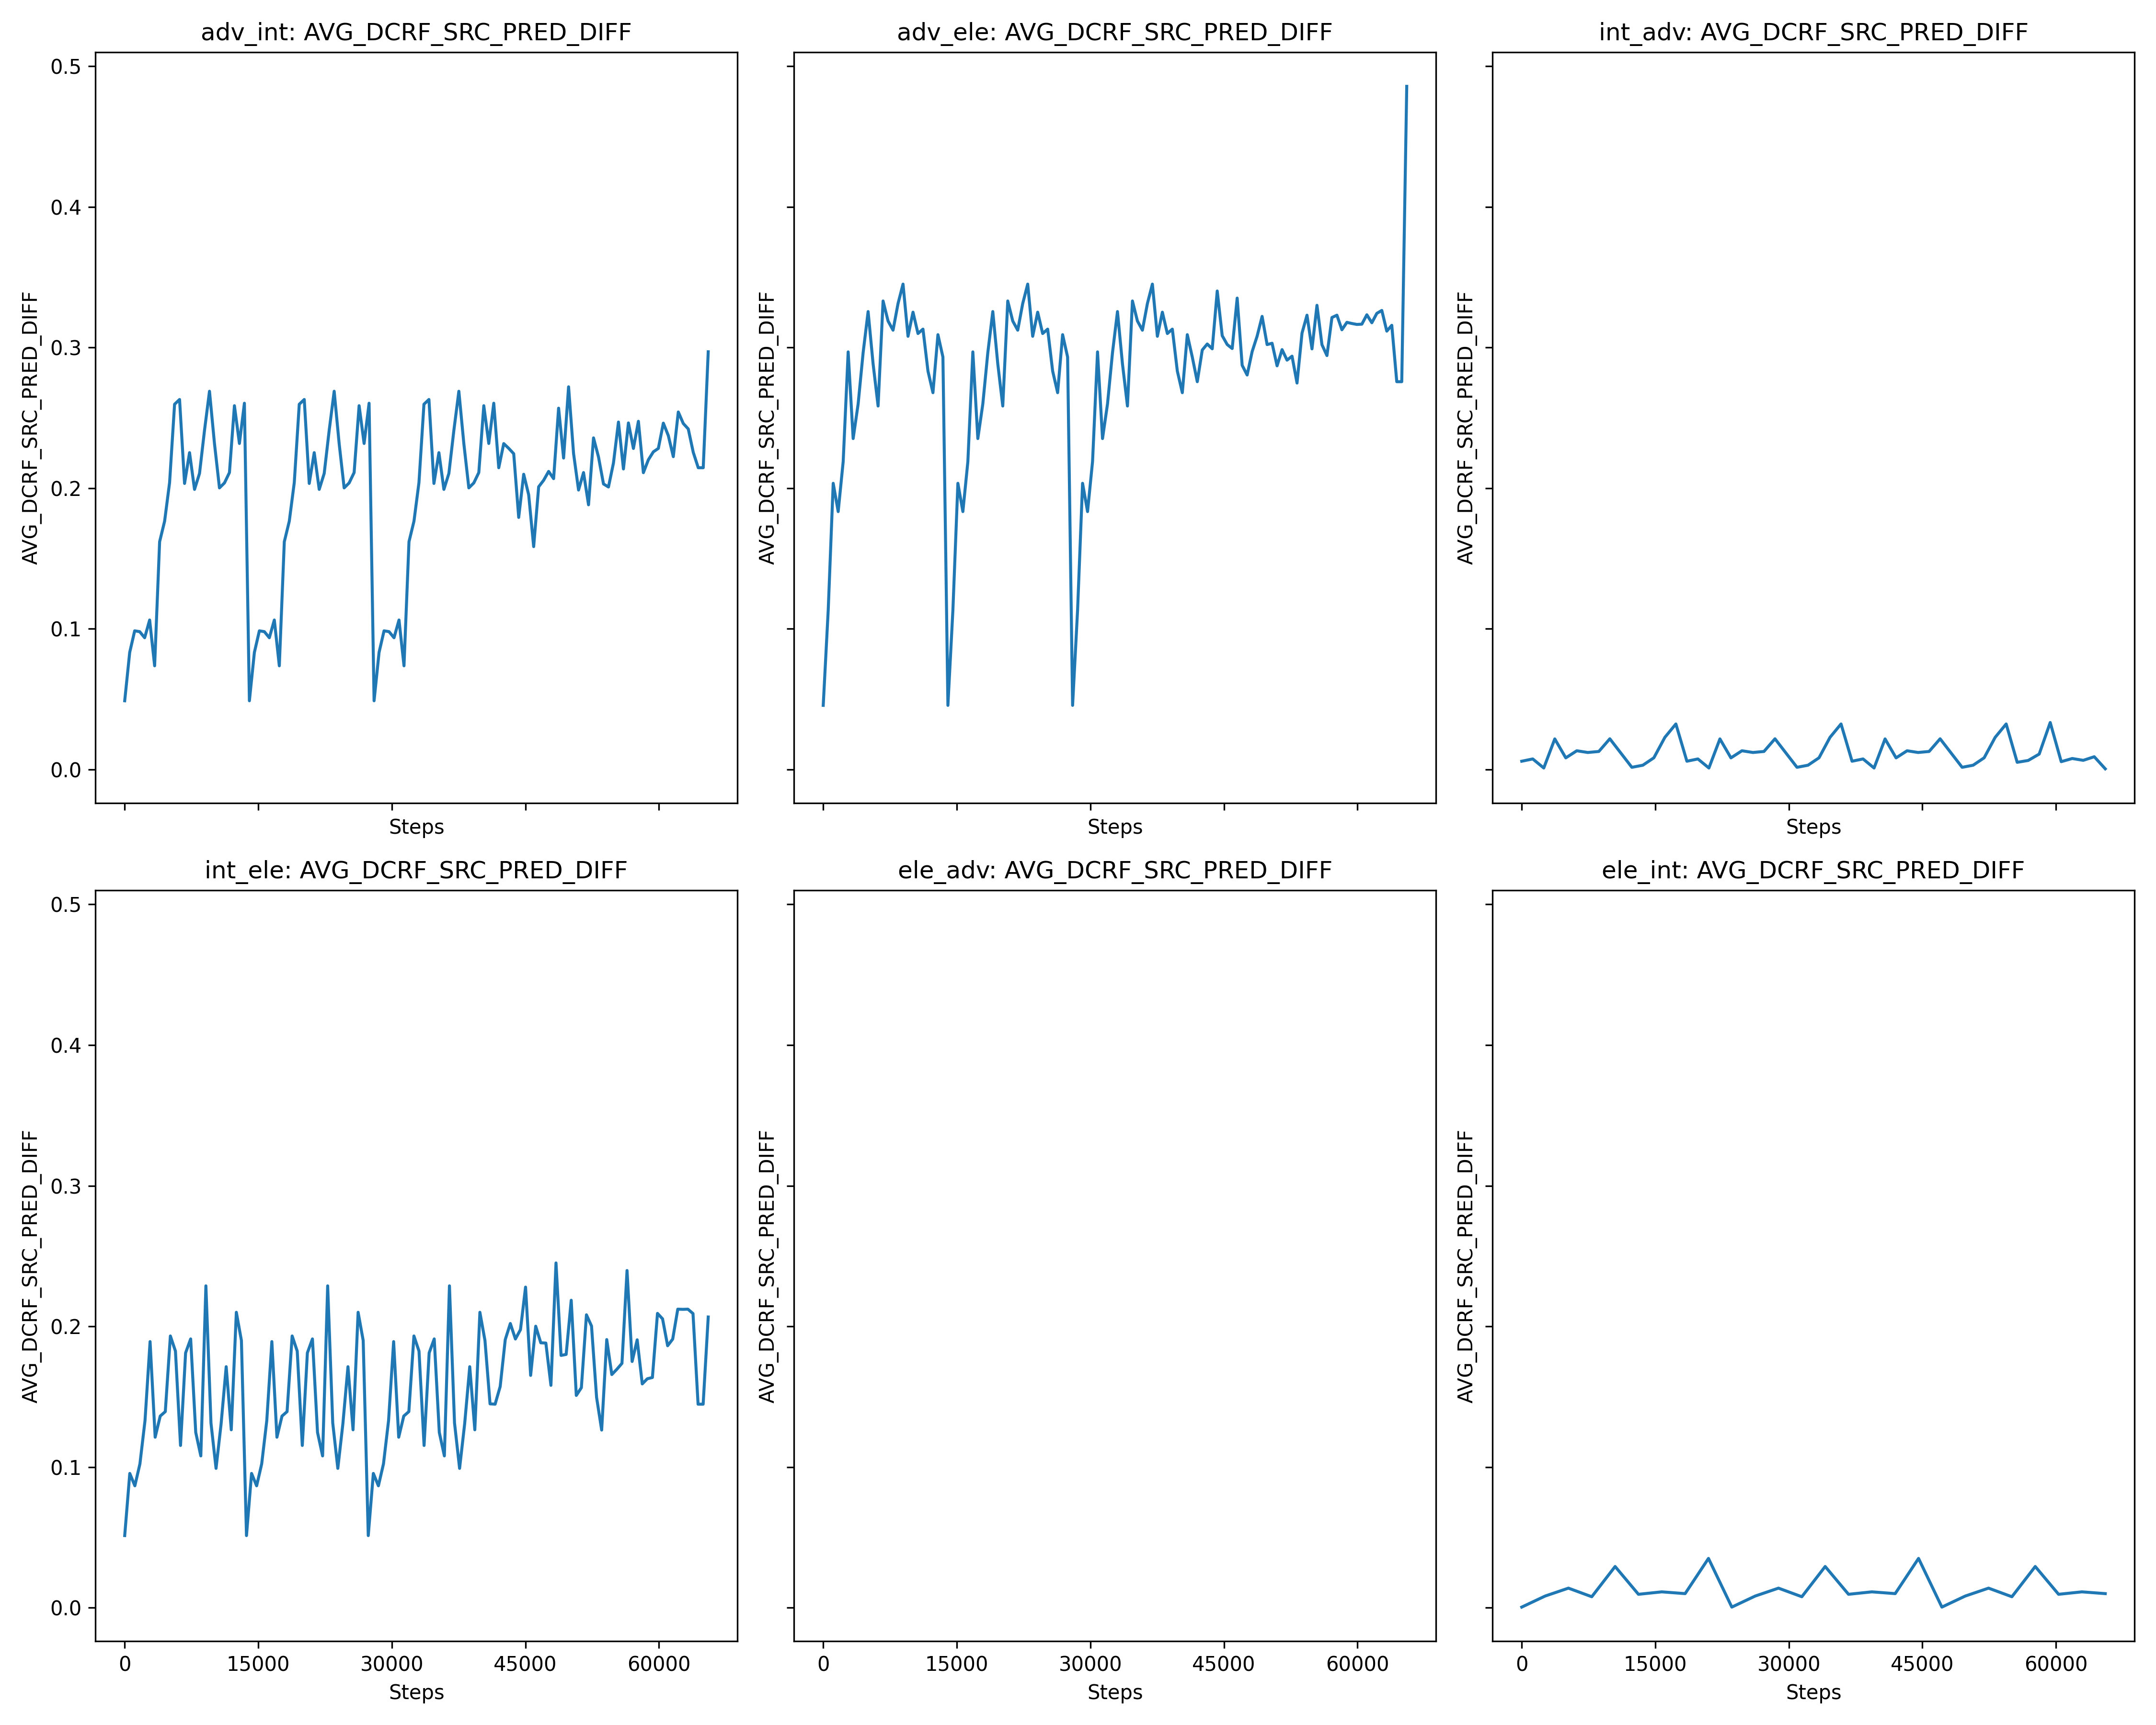 adv_int: AVG_DCRF_SRC_PRED_DIFF
AVG_DCRF_SRC_PRED_DIFF
0.5
0.4
0.3
0.2
0.1
0.0
Steps
adv_ele: AVG_DCRF_SRC_PRED_DIFF
AVG_DCRF_SRC_PRED_DIFF
Steps
int_adv: AVG_DCRF_SRC_PRED_DIFF
AVG_DCRF_SRC_PRED_DIFF
Steps
int_ele: AVG_DCRF_SRC_PRED_DIFF
AVG_DCRF_SRC_PRED_DIFF
0.5
0.4
0.3
0.2
0.1
0.0
0 15000 30000 45000 60000
Steps
ele_adv: AVG_DCRF_SRC_PRED_DIFF
AVG_DCRF_SRC_PRED_DIFF
0 15000 30000 45000 60000
Steps
ele_int: AVG_DCRF_SRC_PRED_DIFF
AVG_DCRF_SRC_PRED_DIFF
0 15000 30000 45000 60000
Steps